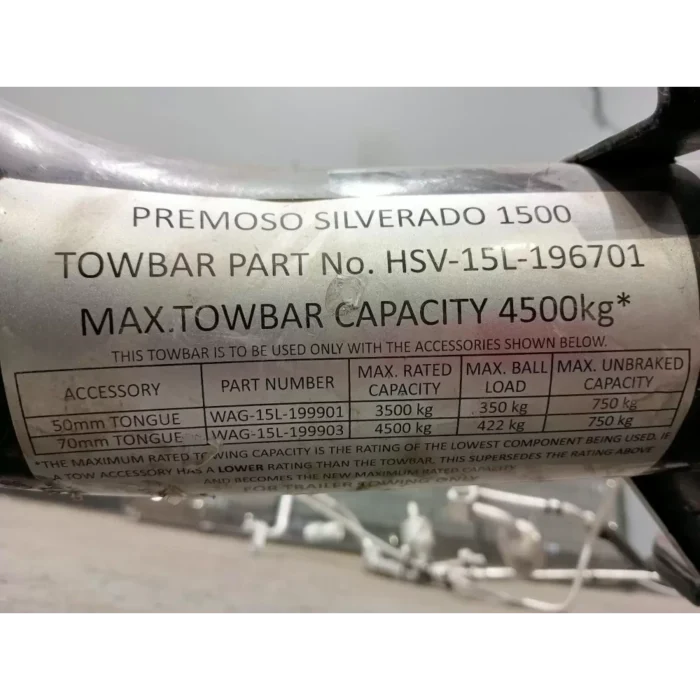 PREMOSO SILVERADO 1500
TOWBAR PART No. HSV-15L-196701
MAX.TOWBAR CAPACITY 4500kg*
THIS TOWBAR IS TO BE USED ONLY WITH THE ACCESSORIES SHOWN BELOW.
ACCESSORY PART NUMBER MAX. RATED CAPACITY MAX. BALL LOAD MAX. UNBRAKED CAPACITY
50mm TONGUE WAG-15L-199901 3500 kg 350 kg 750 kg
70mm TONGUE WAG-15L-199903 4500 kg 422 kg 750 kg
*THE MAXIMUM RATED TOWING CAPACITY IS THE RATING OF THE LOWEST COMPONENT BEING USED. IF
A TOW ACCESSORY HAS A LOWER RATING THAN THE TOWBAR. THIS SUPERSEDES THE RATING ABOVE
AND BECOMES THE NEW MAXIMUM RATED CAPACITY
FOR TRAILER TOWING ONLY